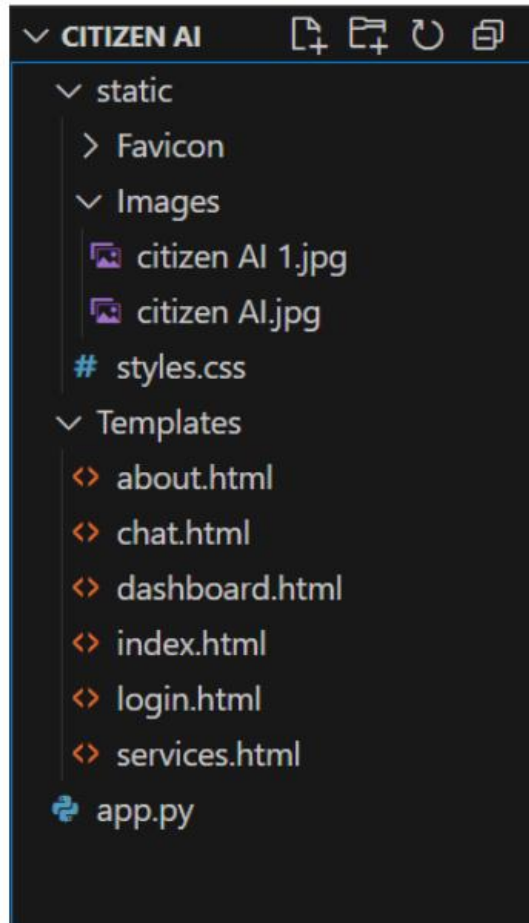 CITIZEN AI
static
Favicon
Images
citizen AI 1.jpg
citizen AI.jpg
# styles.css
Templates
<> about.html
<> chat.html
<> dashboard.html
<> index.html
<> login.html
<> services.html
app.py